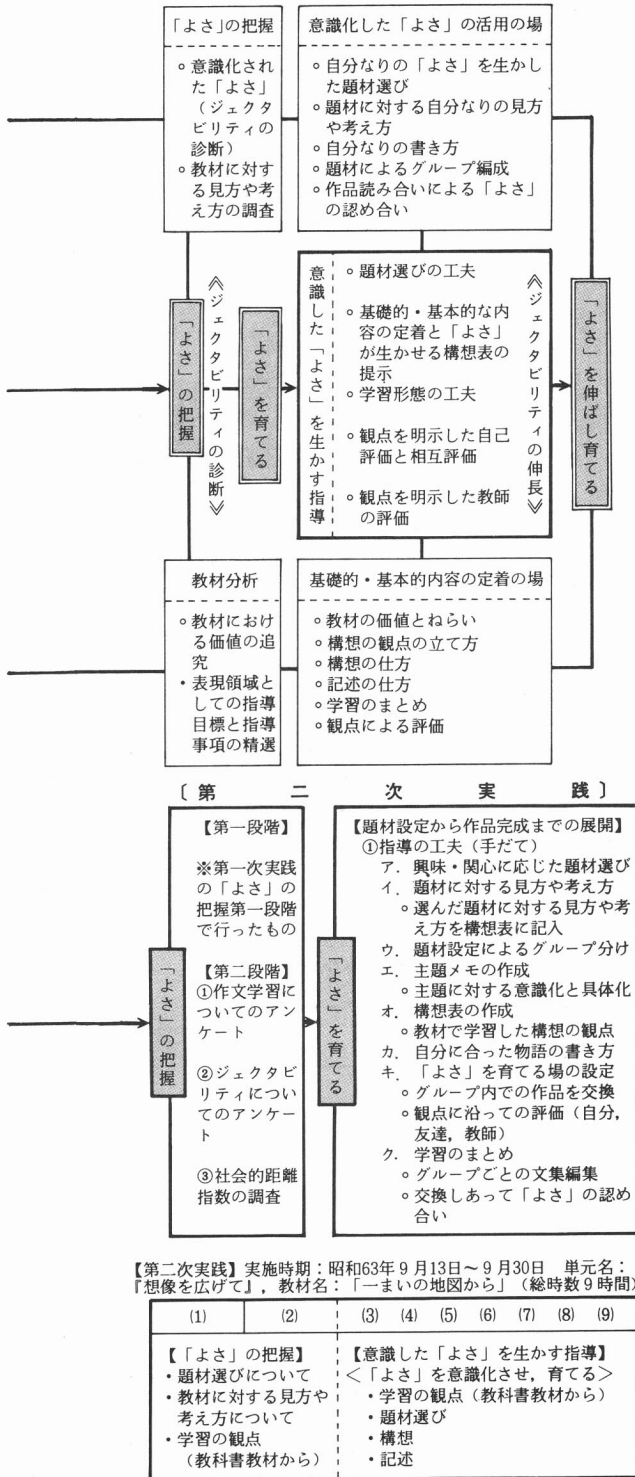 「よさ」の把握
○意識化され
た「よさ」
(ジェクタ
ビリティの
診断)
○教材に対す
る見方や考
え方の調査
意識化した「よさ」の活用の場
○自分なりの「よさ」を生かし
た題材選び
○題材に対する自分なりの見方
や考え方
○自分なりの書き方
○題材によるグループ編成
○作品読み合いによる「よさ」
の認め合い
「よさ」の把握
≪ジェクタビリティの診断≫
「よさ」を育てる
意識した「よさ」を生かす指導
○題材選びの工夫
○基礎的・基本的な内
容の定着と「よさ」
が生かせる構想表の
提示
○学習形態の工夫
○観点を明示した自己
評価と相互評価
○観点を明示した教師
の評価
≪ジェクタビリティの伸長≫
「よさ」を伸ばし育てる
教材分析
○教材におけ
る価値の追
究
・表現領域と
しての指導
目標と指導
事項の精選
基礎的・基本的内容の定着の場
○教材の価値とねらい
○構想の観点の立て方
○構想の仕方
○記述の仕方
○学習のまとめ
○観点による評価
〔第二次実践〕
「よさ」の把握
【第一段階】
※第一次実践
の「よさ」の
把握第一段階
で行ったもの
【第二段階】
①作文学習に
ついてのアン
ケート
②ジェクタビ
リティについ
てのアンケー
ト
③社会的距離
指数の調査
「よさ」を育てる
【題材設定から作品完成までの展開】
①指導の工夫(手だて)
ア．興味・関心に応じた題材選び
イ．題材に対する見方や考え方
○選んだ題材に対する見方や考
え方を構想表に記入
ウ．題材設定によるグループ分け
エ．主題メモの作成
○主題に対する意識化と具体化
オ．構想表の作成
○教材で学習した構想の観点
カ．自分に合った物語の書き方
キ．「よさ」を育てる場の設定
○グループ内での作品を交換
○観点に沿っての評価(自分，
友達，教師)
ク．学習のまとめ
○グループごとの文集編集
○交換しあって「よさ」の認め
合い
【第二次実践】実施時期：昭和63年9月13日～9月30日　単元名：
『想像を広げて』，教材名：「一まいの地図から」(総時数9時間)
(1) (2) (3) (4) (5) (6) (7) (8) (9)
【「よさ」の把握】
・題材選びについて
・教材に対する見方や
考え方について
・学習の観点
(教科書教材から)
【意識した「よさ」を生かす指導】
＜「よさ」を意識化させ，育てる＞
・学習の観点(教科書教材から)
・題材選び
・構想
・記述